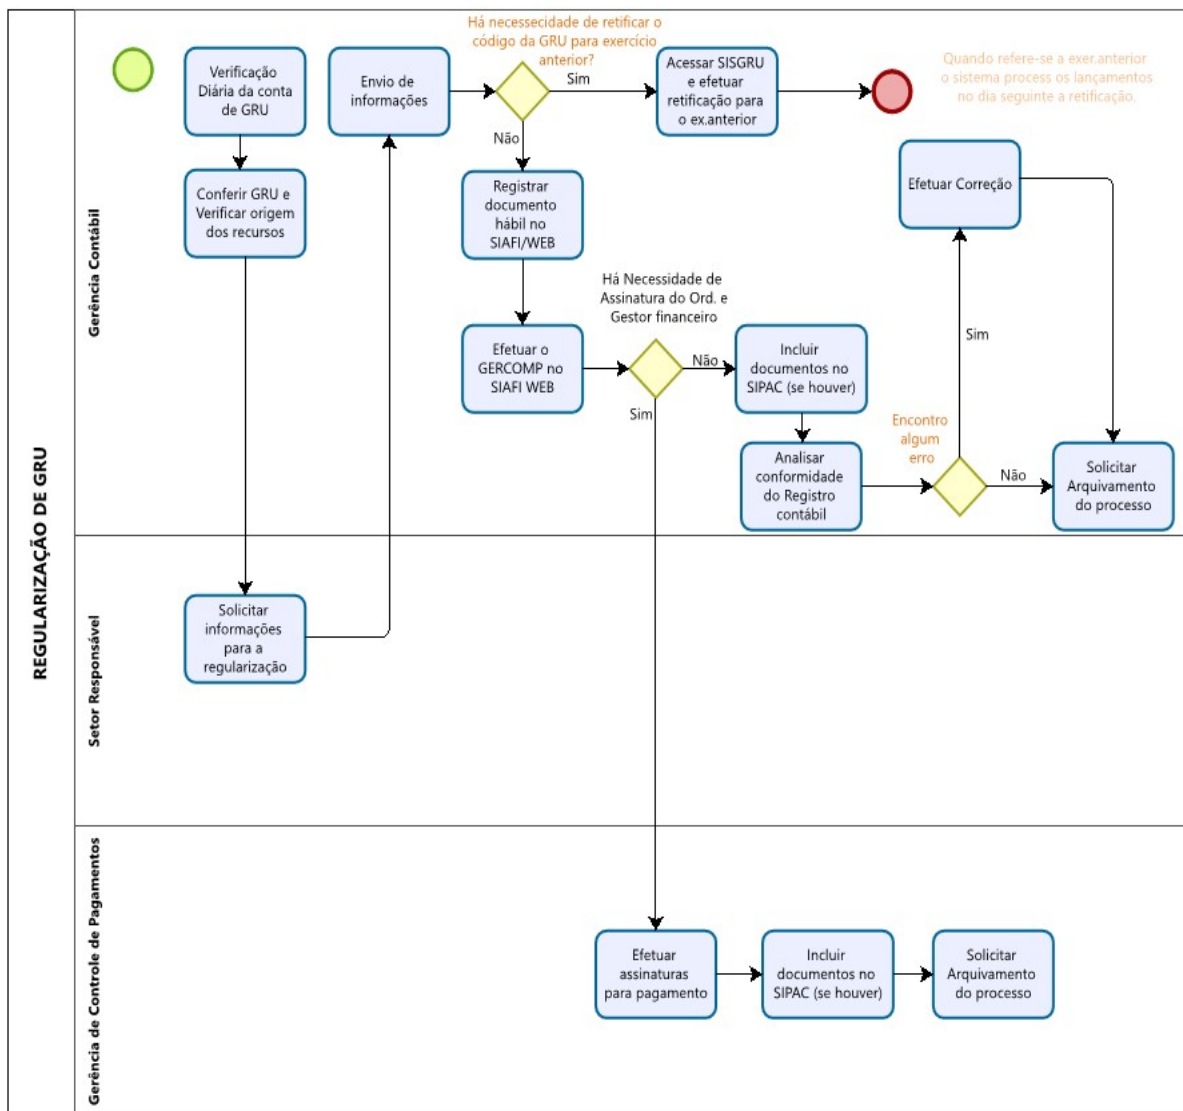 REGULARIZAÇÃO DE GRU
Gerência Contábil
Verificação
Diária da conta
de GRU
Conferir GRU e
Verificar origem
dos recursos
Envio de
informações
Há necessecidade de retificar o
código da GRU para exercício
anterior?
Sim
Não
Acessar SISGRU
e efetuar
retificação para
o ex.anterior
Quando refere-se a exer.anterior
o sistema process os lançamentos
no dia seguinte a retificação.
Registrar
documento
hábil no
SIAFI/WEB
Efetuar o
GERCOMP no
SIAFI WEB
Há Necessidade de
Assinatura do Ord. e
Gestor financeiro
Não
Sim
Incluir
documentos no
SIPAC (se houver)
Analisar
conformidade
do Registro
contábil
Encontro
algum
erro
Sim
Não
Efetuar Correção
Solicitar
Arquivamento
do processo
Setor Responsável
Solicitar
informações
para a
regularização
Gerência de Controle de Pagamentos
Efetuar
assinaturas
para pagamento
Incluir
documentos no
SIPAC (se houver)
Solicitar
Arquivamento
do processo